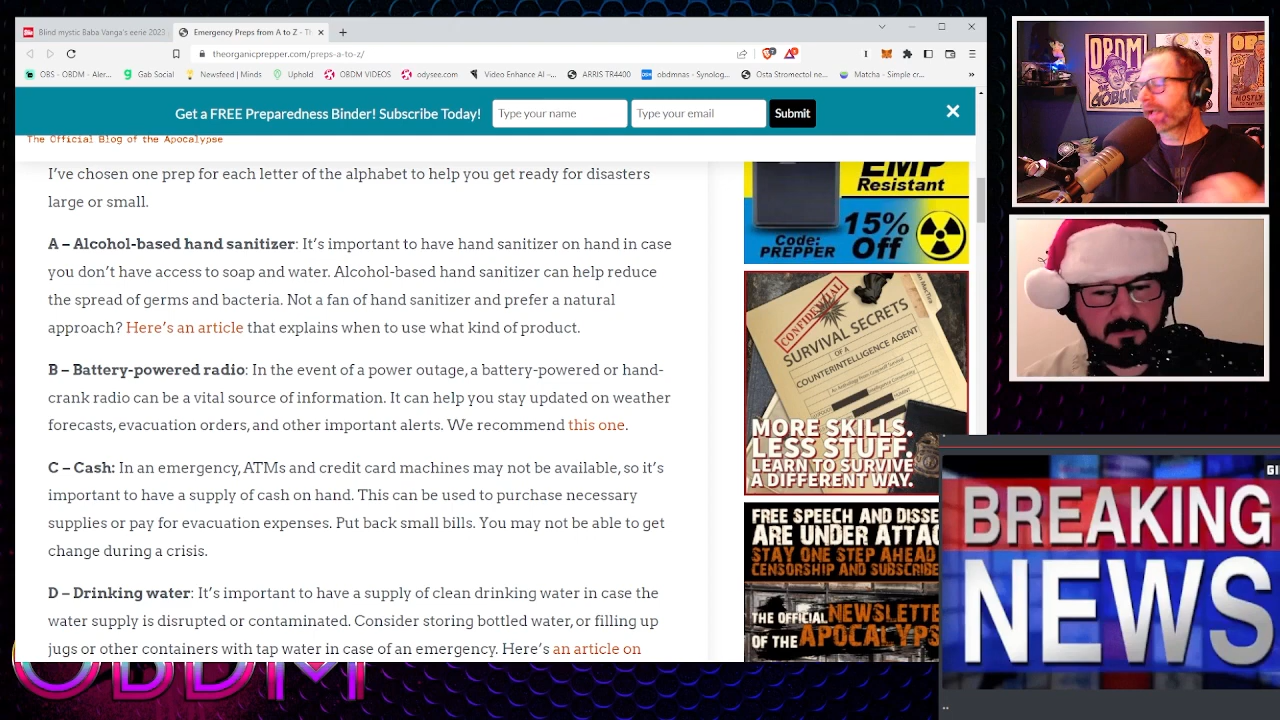 Blind mystic Baba Vanga's eerie 2023
Emergency Preps from A to Z - Th
theorganicprepper.com/preps-a-to-z/
OBS - OBDM - Aler...
Gab Social
Newsfeed | Minds
Uphold
OBDM VIDEOS
odysee.com
Video Enhance AI -...
ARRIS TR4400
obdmnas - Synolog...
Osta Stromectol ne...
Matcha - Simple cr...
»
Get a FREE Preparedness Binder! Subscribe Today!
Type your name
Type your email
Submit
The Official Blog of the Apocalypse
I've chosen one prep for each letter of the alphabet to help you get ready for disasters
large or small.
A – Alcohol-based hand sanitizer: It's important to have hand sanitizer on hand in case
you don't have access to soap and water. Alcohol-based hand sanitizer can help reduce
the spread of germs and bacteria. Not a fan of hand sanitizer and prefer a natural
approach? Here's an article that explains when to use what kind of product.
B – Battery-powered radio: In the event of a power outage, a battery-powered or hand-
crank radio can be a vital source of information. It can help you stay updated on weather
forecasts, evacuation orders, and other important alerts. We recommend this one.
C – Cash: In an emergency, ATMs and credit card machines may not be available, so it's
important to have a supply of cash on hand. This can be used to purchase necessary
supplies or pay for evacuation expenses. Put back small bills. You may not be able to get
change during a crisis.
D – Drinking water: It's important to have a supply of clean drinking water in case the
water supply is disrupted or contaminated. Consider storing bottled water, or filling up
jugs or other containers with tap water in case of an emergency. Here's an article on
EMP
Resistant
15%
Off
Code:
PREPPER
CONFIDENTIAL
SURVIVAL SECRETS
OF A
COUNTERINTELLIGENCE AGENT
MORE SKILLS.
LESS STUFF.
LEARN TO SURVIVE
A DIFFERENT WAY.
FREE SPEECH AND DISSE
ARE UNDER ATTAC
STAY ONE STEP AHEAD
CENSORSHIP AND SUBSCRIBE
THE OFFICIAL NEWSLETTE
OF THE APOCALYPS
OBDM
THE GOBLIN
OBDM
MOSTLY
BREAKING
NEWS
GI
OBDM